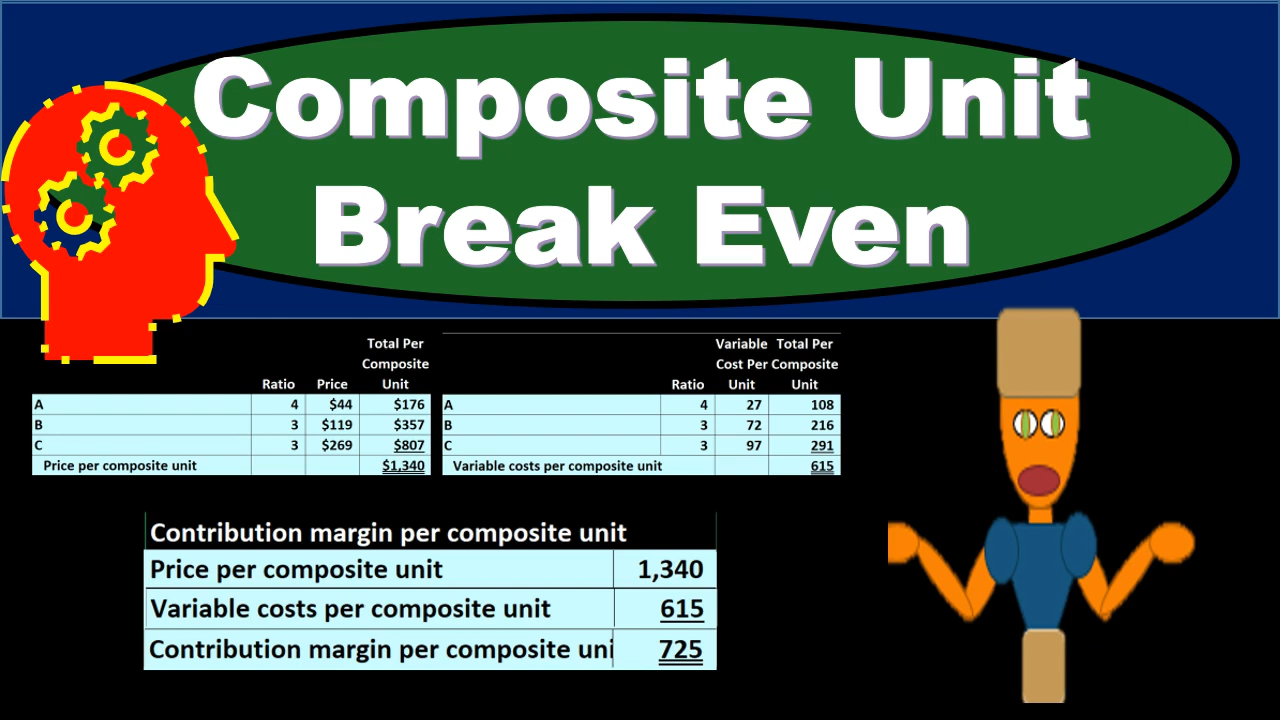 Composite Unit
Break Even
Total Per
Composite
Ratio Price Unit
A 4 $44 $176
B 3 $119 $357
C 3 $269 $807
Price per composite unit $1,340
Variable Total Per
Cost Per Composite
Ratio Unit Unit
A 4 27 108
B 3 72 216
C 3 97 291
Variable costs per composite unit 615
Contribution margin per composite unit
Price per composite unit 1,340
Variable costs per composite unit 615
Contribution margin per composite uni 725